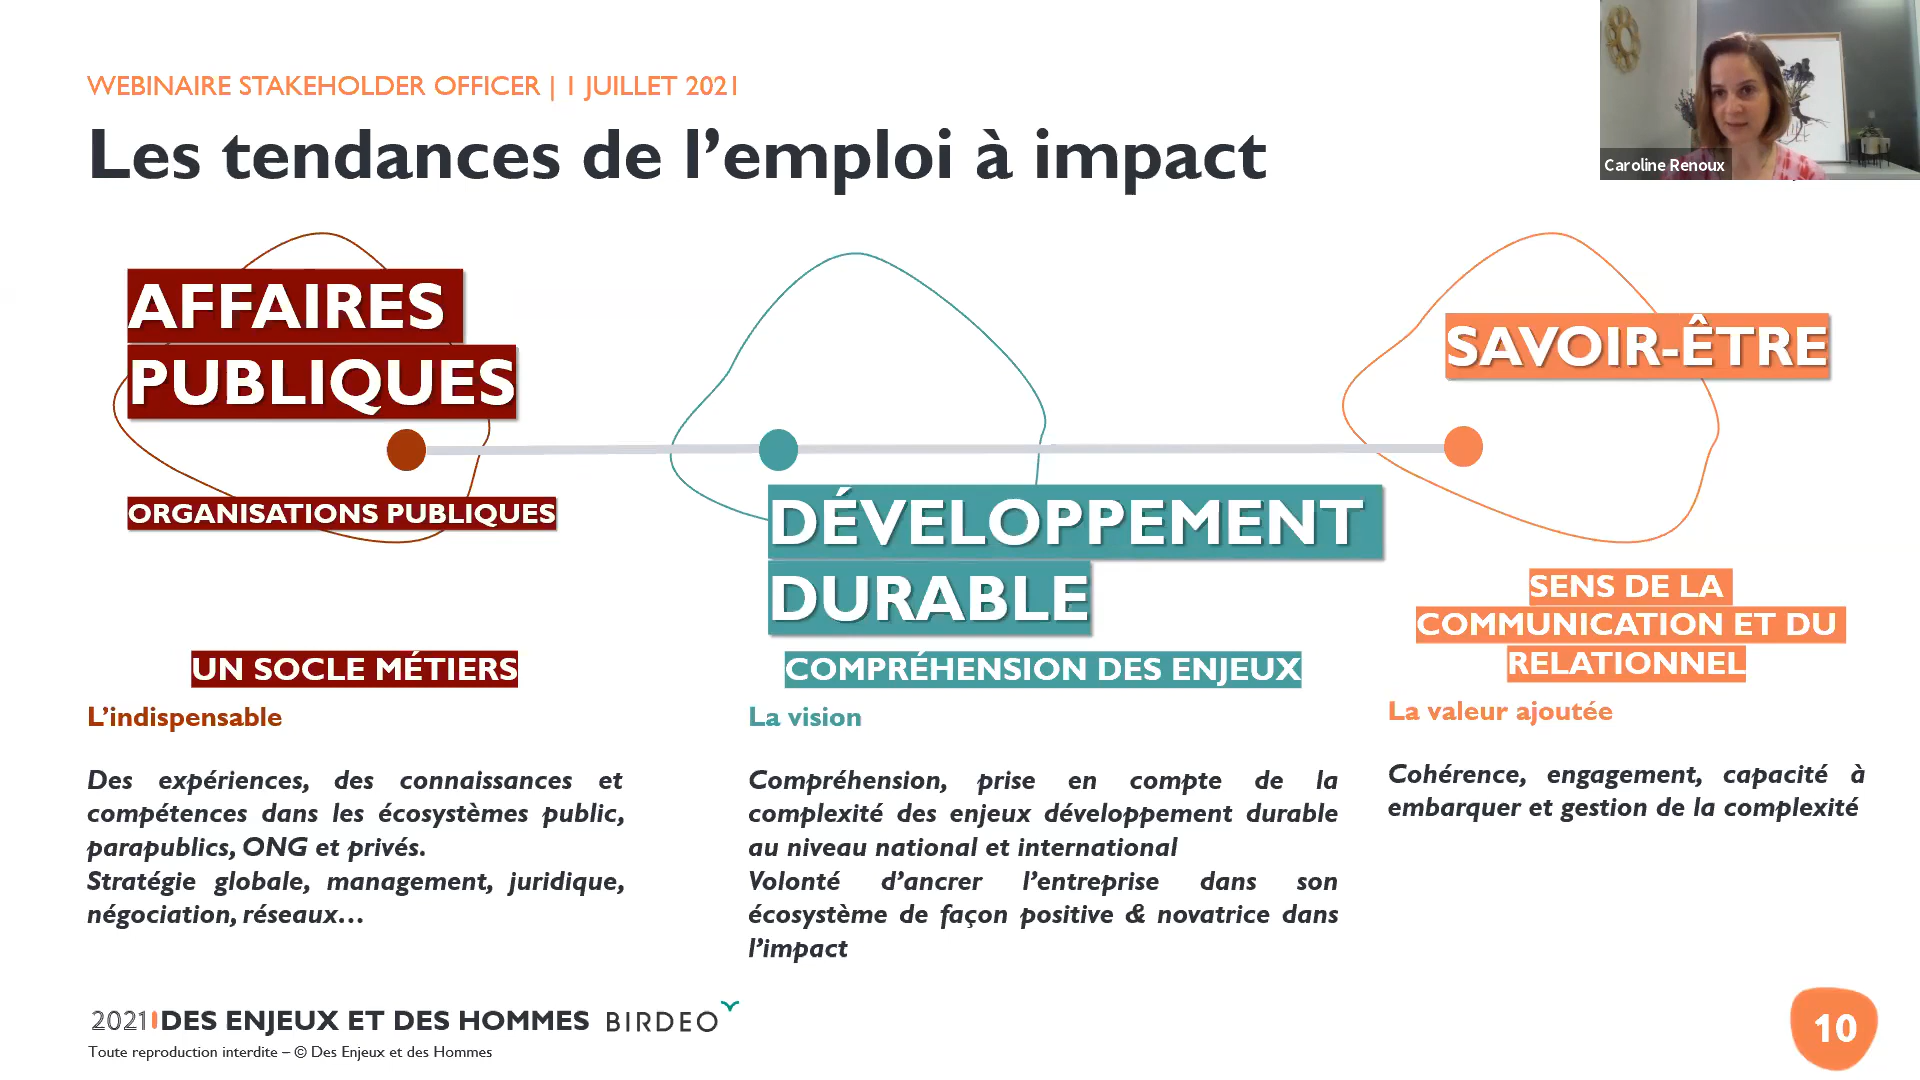 WEBINAIRE STAKEHOLDER OFFICER | 1 JUILLET 2021
Les tendances de l’emploi à impact
Caroline Renoux
AFFAIRES
PUBLIQUES
ORGANISATIONS PUBLIQUES
UN SOCLE MÉTIERS
L’indispensable
Des expériences, des connaissances et
compétences dans les écosystèmes public,
parapublics, ONG et privés.
Stratégie globale, management, juridique,
négociation, réseaux…
DÉVELOPPEMENT
DURABLE
COMPRÉHENSION DES ENJEUX
La vision
Compréhension, prise en compte de la
complexité des enjeux développement durable
au niveau national et international
Volonté d’ancrer l’entreprise dans son
écosystème de façon positive & novatrice dans
l’impact
SAVOIR-ÊTRE
SENS DE LA
COMMUNICATION ET DU
RELATIONNEL
La valeur ajoutée
Cohérence, engagement, capacité à
embarquer et gestion de la complexité
2021 DES ENJEUX ET DES HOMMES BIRDEO
Toute reproduction interdite – © Des Enjeux et des Hommes
10